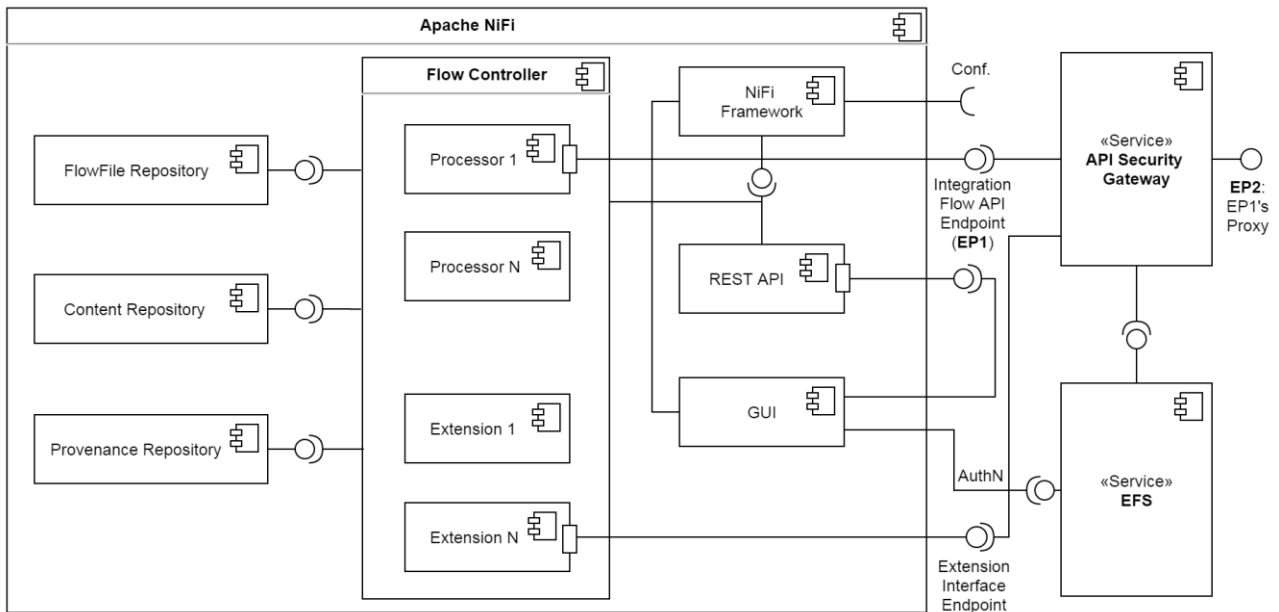 Apache NiFi
Flow Controller
FlowFile Repository
Content Repository
Provenance Repository
Processor 1
Processor N
Extension 1
Extension N
NiFi
Framework
REST API
GUI
Conf.
Integration
Flow API
Endpoint
(EP1)
AuthN
Extension
Interface
Endpoint
«Service»
API Security
Gateway
EP2:
EP1's
Proxy
«Service»
EFS